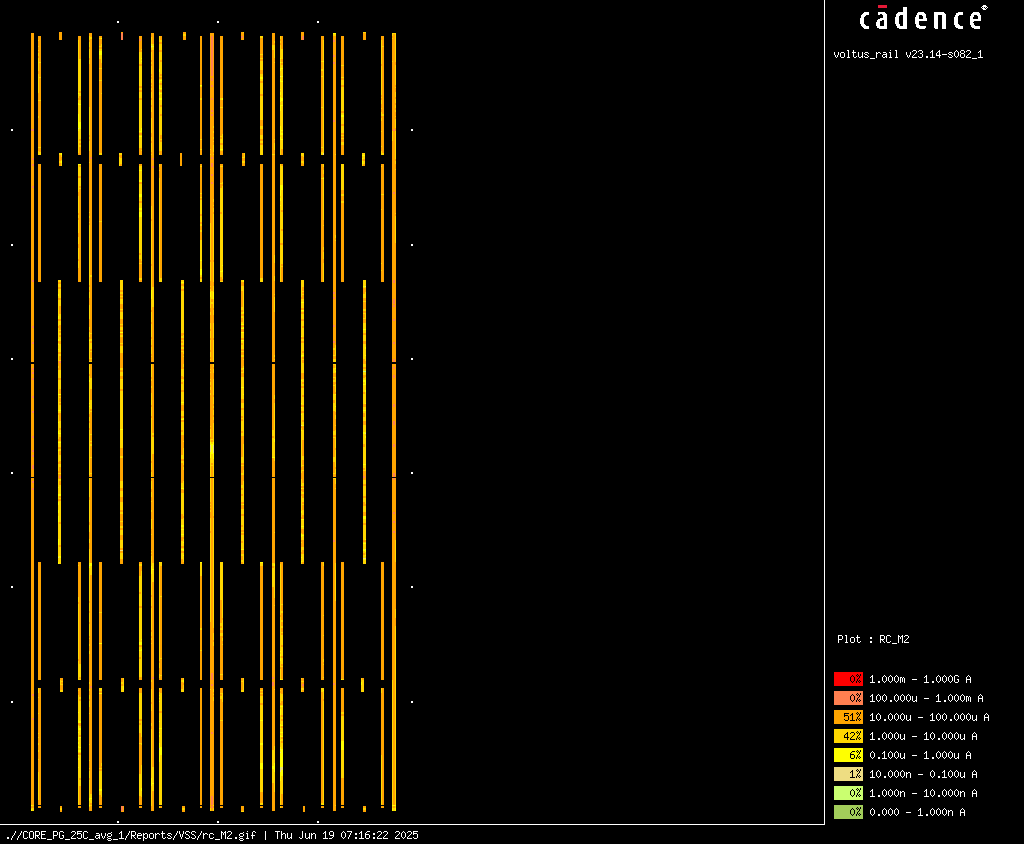 cādence®
voltus_rail v23.14-s082_1
Plot : RC_M2
0% 1.000m - 1.000G A
0% 100.000u - 1.000m A
51% 10.000u - 100.000u A
42% 1.000u - 10.000u A
6% 0.100u - 1.000u A
1% 10.000n - 0.100u A
0% 1.000n - 10.000n A
0% 0.000 - 1.000n A
.//CORE_PG_25C_avg_1/Reports/VSS/rc_M2.gif | Thu Jun 19 07:16:22 2025